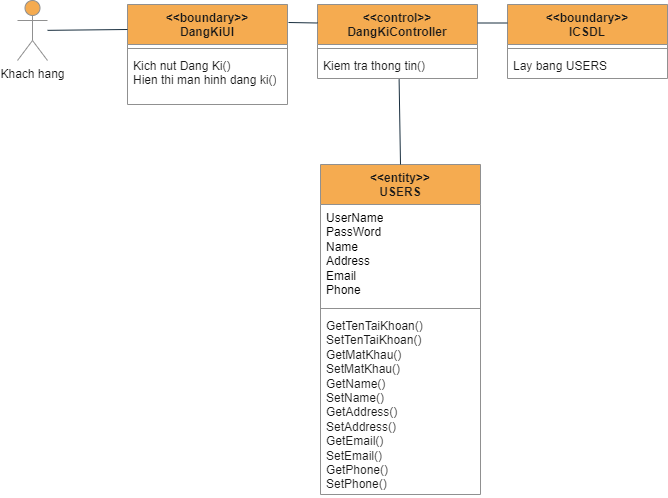 <<boundary>>
DangKiUI
<<control>>
DangKiController
<<boundary>>
ICSDL
Khach hang
Kich nut Dang Ki()
Hien thi man hinh dang ki()
Kiem tra thong tin()
Lay bang USERS
<<entity>>
USERS
UserName
PassWord
Name
Address
Email
Phone
GetTenTaiKhoan()
SetTenTaiKhoan()
GetMatKhau()
SetMatKhau()
GetName()
SetName()
GetAddress()
SetAddress()
GetEmail()
SetEmail()
GetPhone()
SetPhone()